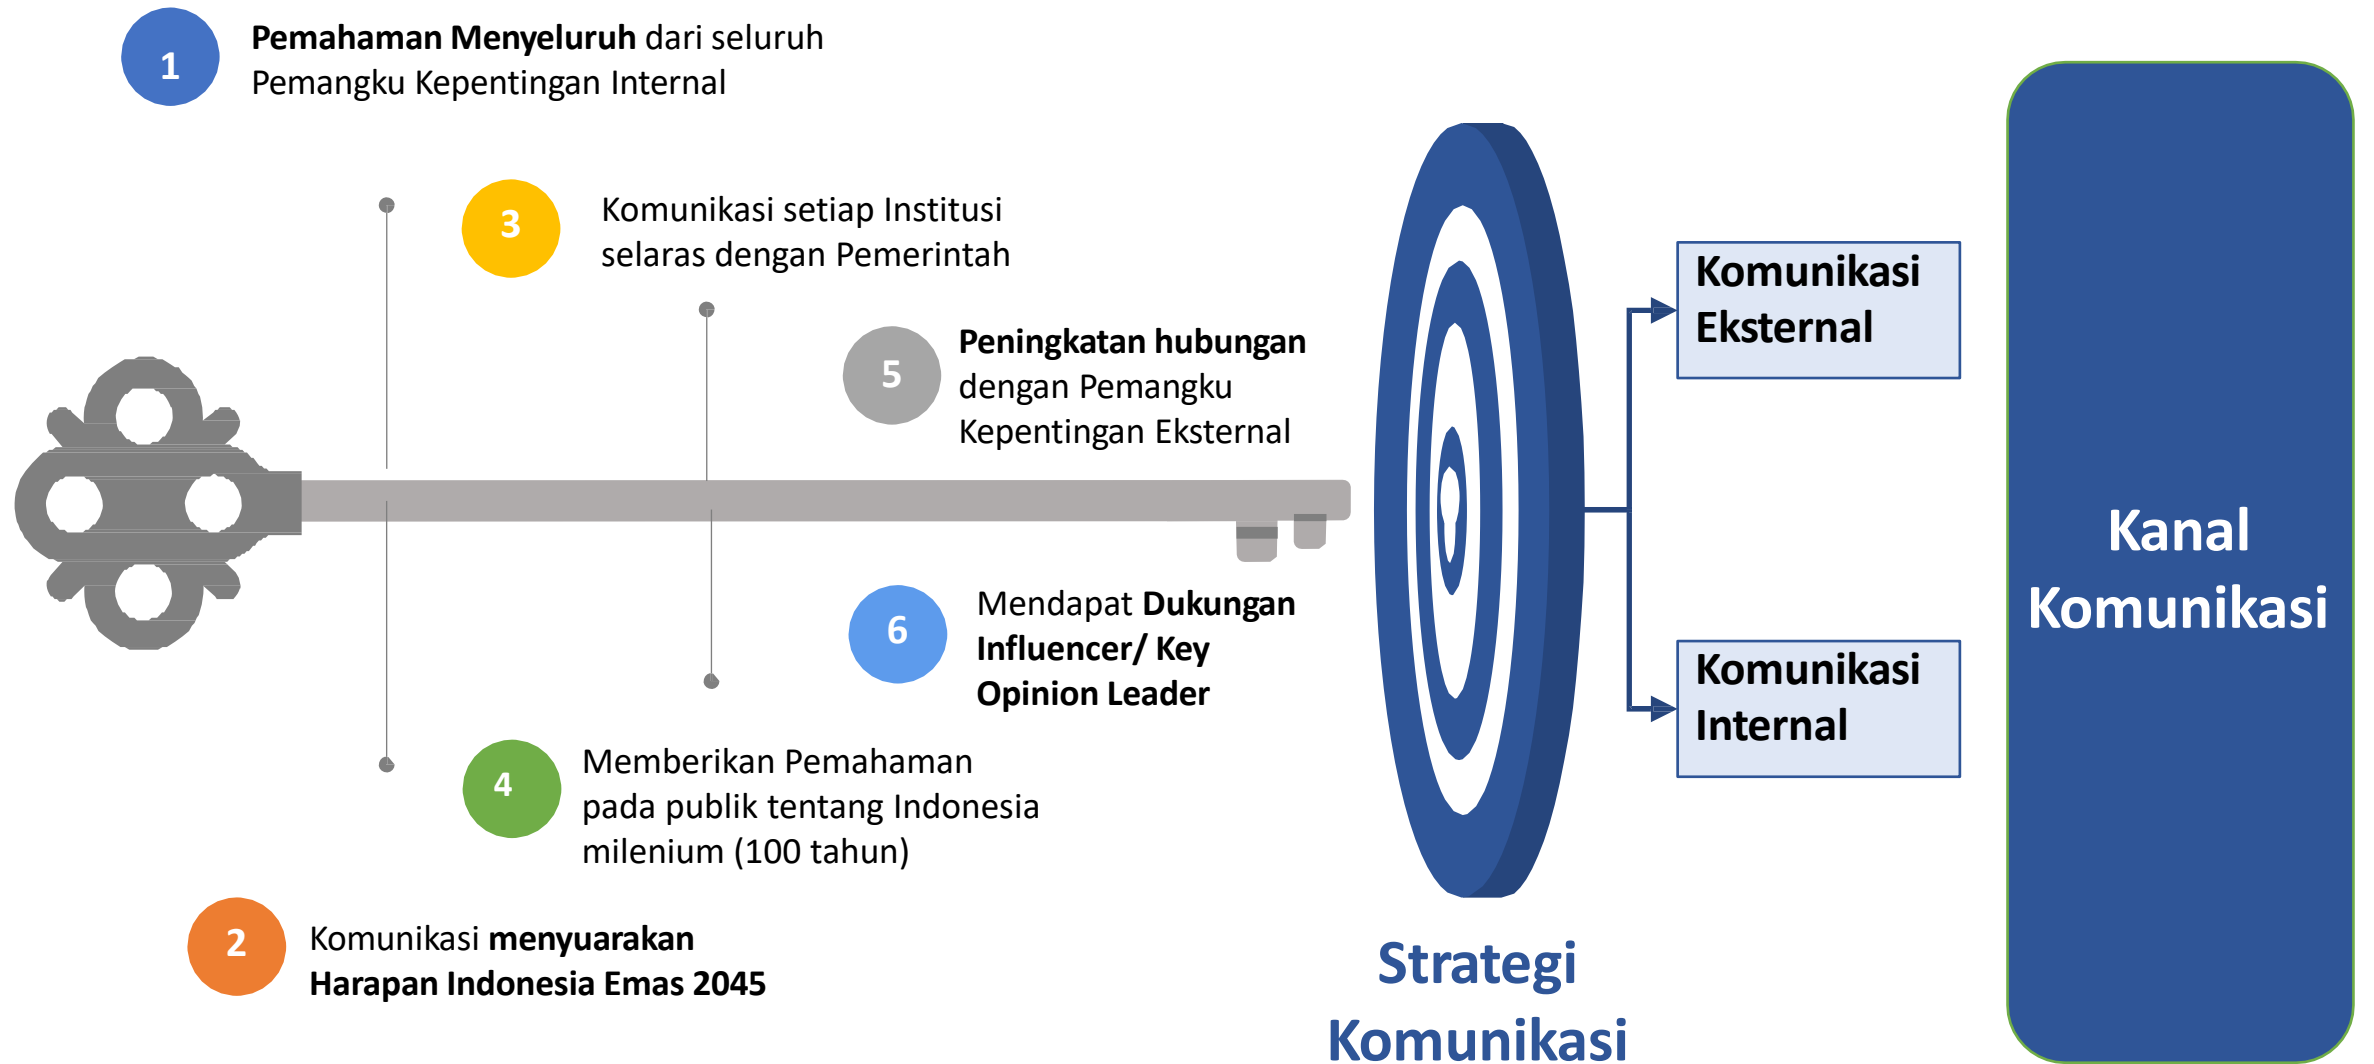 1
Pemahaman Menyeluruh dari seluruh
Pemangku Kepentingan Internal
3
Komunikasi setiap Institusi
selaras dengan Pemerintah
5
Peningkatan hubungan
dengan Pemangku
Kepentingan Eksternal
6
Mendapat Dukungan
Influencer/ Key
Opinion Leader
4
Memberikan Pemahaman
pada publik tentang Indonesia
milenium (100 tahun)
2
Komunikasi menyuarakan
Harapan Indonesia Emas 2045
Strategi
Komunikasi
Komunikasi
Eksternal
Komunikasi
Internal
Kanal
Komunikasi